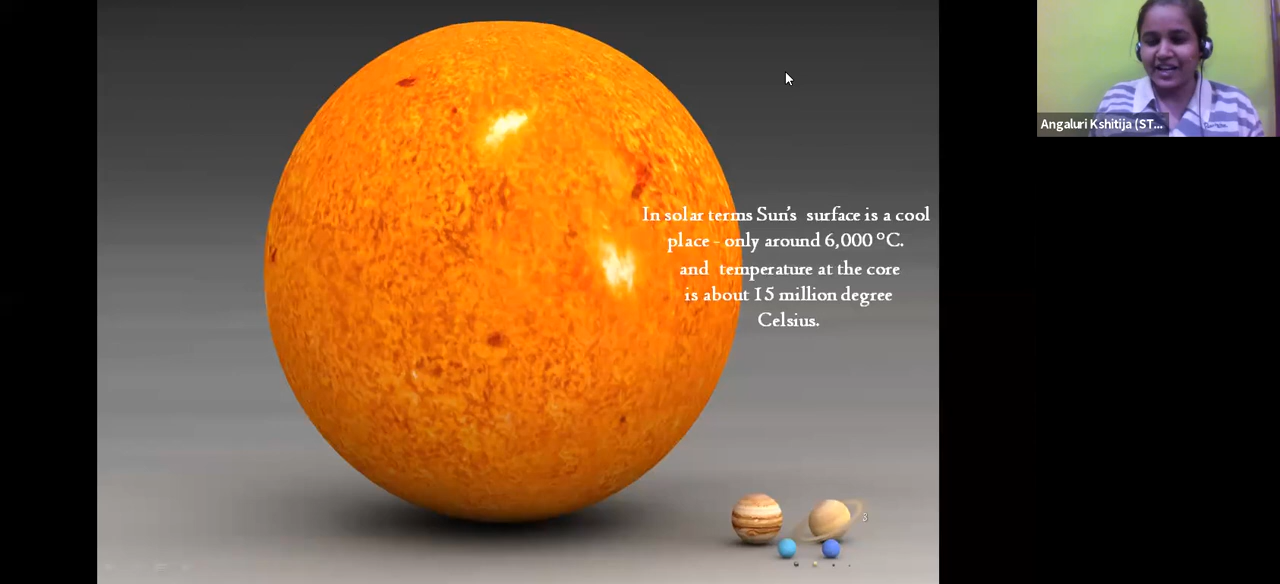 In solar terms Sun's surface is a cool
place - only around 6,000 °C.
and temperature at the core
is about 15 million degree
Celsius.
3
Angaluri Kshitija (ST...